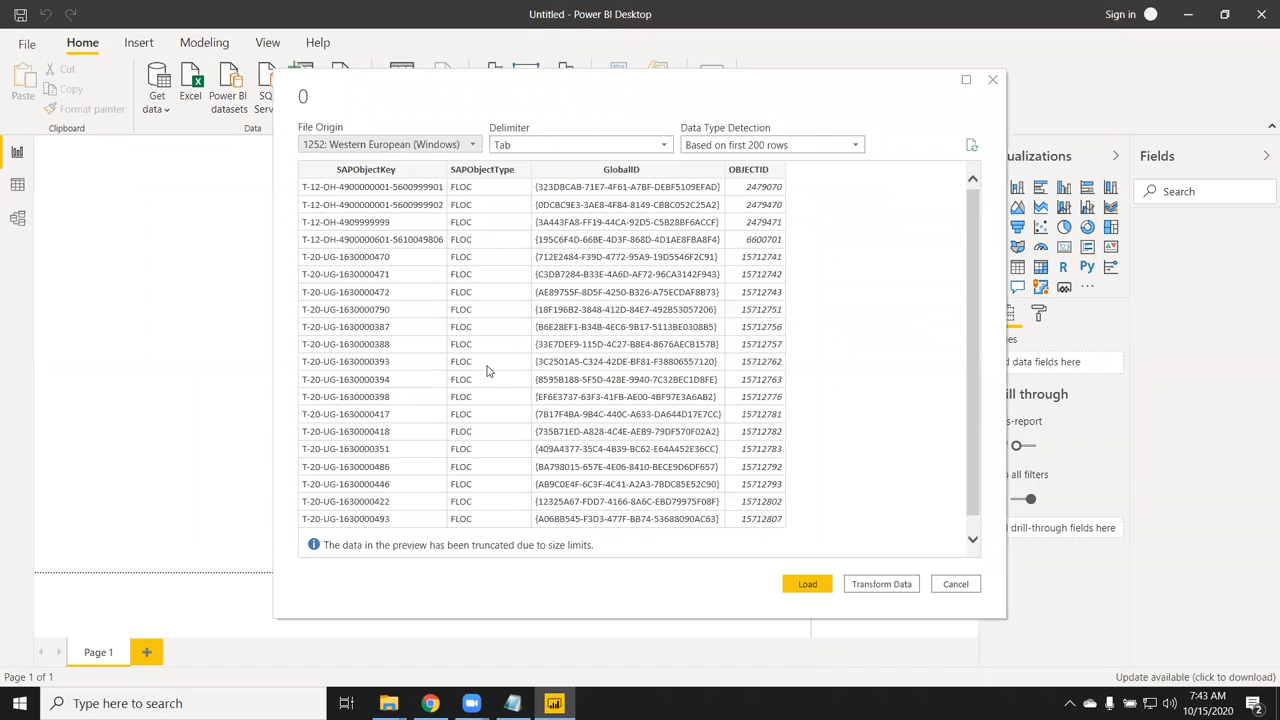 Untitled - Power BI Desktop
Sign in
File
Home
Insert
Modeling
View
Help
Paste
Cut
Copy
Format painter
Clipboard
Get data
Excel
Power BI datasets
Data
0
File Origin
1252: Western European (Windows)
Delimiter
Tab
Data Type Detection
Based on first 200 rows
SAPObjectKey SAPObjectType GlobalID OBJECTID
T-12-OH-4900000001-5600999901 FLOC {323DBCAB-71E7-4F61-A7BF-DEBF5109EFAD} 2479070
T-12-OH-4900000001-5600999902 FLOC {0DCBC9E3-3AE8-4F84-8149-CBBC052C25A2} 2479470
T-12-OH-4909999999 FLOC {3A443FA8-FF19-44CA-92D5-C5B28BF6ACCF} 2479471
T-12-OH-4900000601-5610049806 FLOC {195C6F4D-66BE-4D3F-868D-4D1AE8FBA8F4} 6600701
T-20-UG-1630000470 FLOC {712E2484-F39D-4772-95A9-19D5546F2C91} 15712741
T-20-UG-1630000471 FLOC {C3DB7284-B33E-4A6D-AF72-96CA3142F943} 15712742
T-20-UG-1630000472 FLOC {AE89755F-8D5F-4250-B326-A75ECDAF8B73} 15712743
T-20-UG-1630000790 FLOC {18F196B2-3848-412D-84E7-492B53057206} 15712751
T-20-UG-1630000387 FLOC {B6E28EF1-B34B-4EC6-9B17-5113BE0308B5} 15712756
T-20-UG-1630000388 FLOC {33E7DEF9-115D-4C27-B8E4-8676AECB157B} 15712757
T-20-UG-1630000393 FLOC {3C2501A5-C324-42DE-BF81-F38806557120} 15712762
T-20-UG-1630000394 FLOC {8595B188-5F5D-428E-9940-7C32BEC1D8FE} 15712763
T-20-UG-1630000398 FLOC {EF6E3737-63F3-41FB-AE00-4BF97E3A6AB2} 15712776
T-20-UG-1630000417 FLOC {7B17F4BA-9B4C-440C-A633-DA644D17E7CC} 15712781
T-20-UG-1630000418 FLOC {735B71ED-A828-4C4E-AEB9-79DF570F02A2} 15712782
T-20-UG-1630000351 FLOC {409A4377-35C4-4B39-BC62-E64A452E36CC} 15712783
T-20-UG-1630000486 FLOC {BA798015-657E-4E06-8410-BECE9D6DF657} 15712792
T-20-UG-1630000446 FLOC {AB9C0E4F-6C3F-4C41-A2A3-7BDC85E52C90} 15712793
T-20-UG-1630000422 FLOC {12325A67-FDD7-4166-8A6C-EBD79975F08F} 15712802
T-20-UG-1630000493 FLOC {A06BB545-F3D3-477F-BB74-53688090AC63} 15712807
The data in the preview has been truncated due to size limits.
Load
Transform Data
Cancel
Fields
Search
R
Py
Page 1
Page 1 of 1
Update available (click to download)
Type here to search
7:43 AM
10/15/2020
2